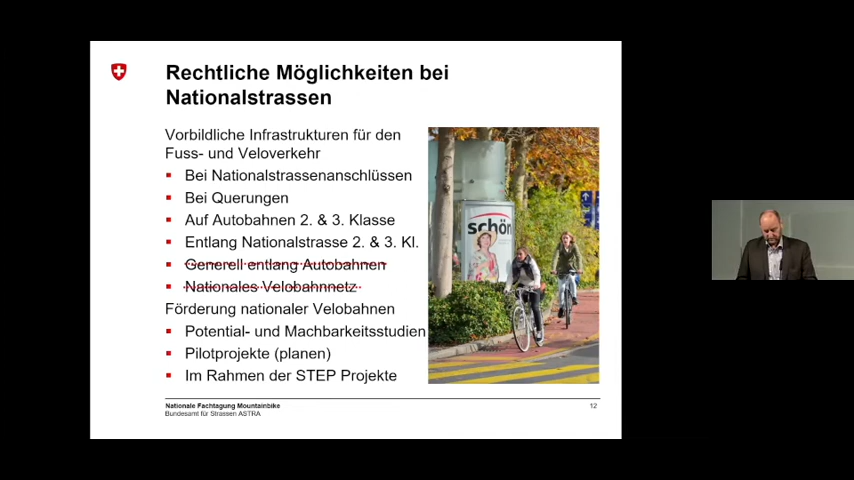 Rechtliche Möglichkeiten bei
Nationalstrassen
Vorbildliche Infrastrukturen für den
Fuss- und Veloverkehr
Bei Nationalstrassenanschlüssen
Bei Querungen
Auf Autobahnen 2. & 3. Klasse
Entlang Nationalstrasse 2. & 3. Kl.
Generell entlang Autobahnen
Nationales Velobahnnetz
Förderung nationaler Velobahnen
Potential- und Machbarkeitsstudien
Pilotprojekte (planen)
Im Rahmen der STEP Projekte
schön
Nationale Fachtagung Mountainbike
Bundesamt für Strassen ASTRA
12